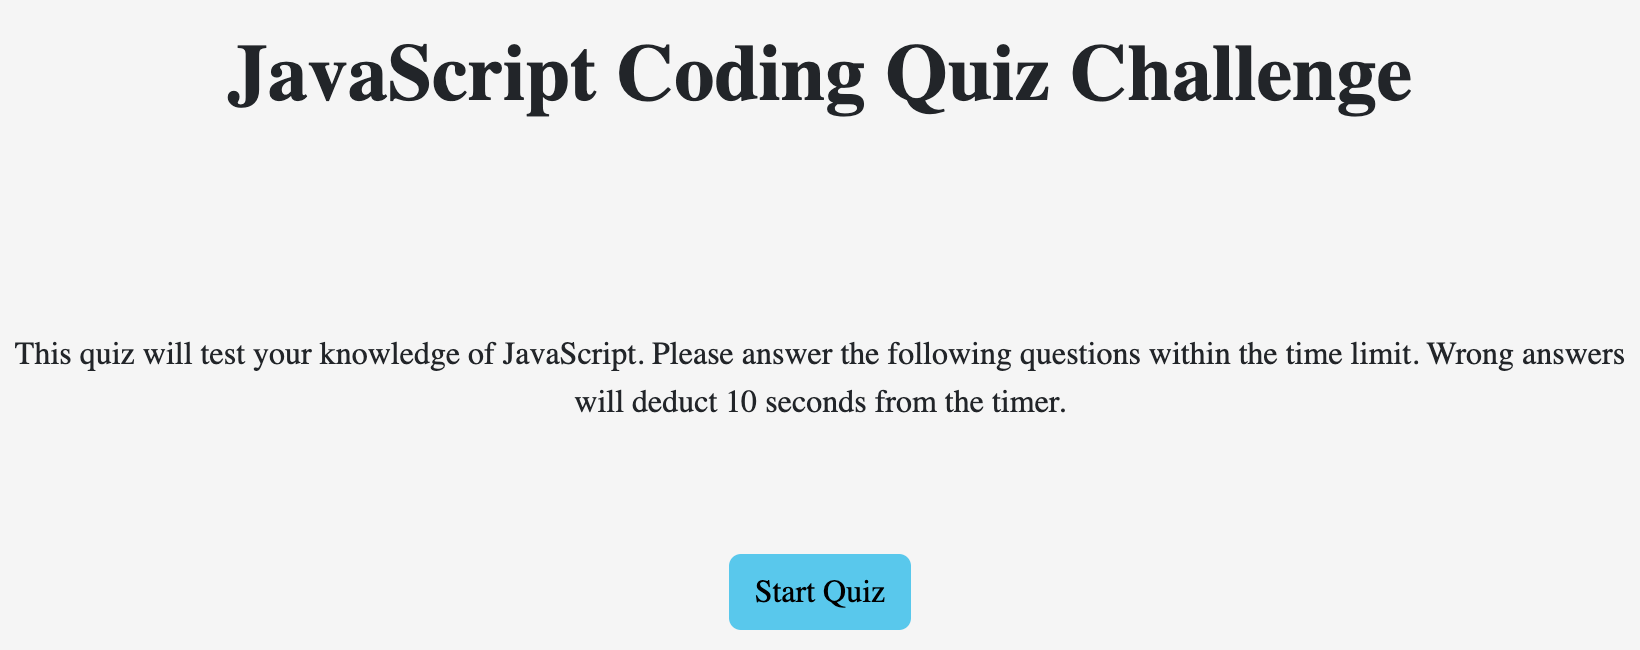 JavaScript Coding Quiz Challenge
This quiz will test your knowledge of JavaScript. Please answer the following questions within the time limit. Wrong answers
will deduct 10 seconds from the timer.
Start Quiz